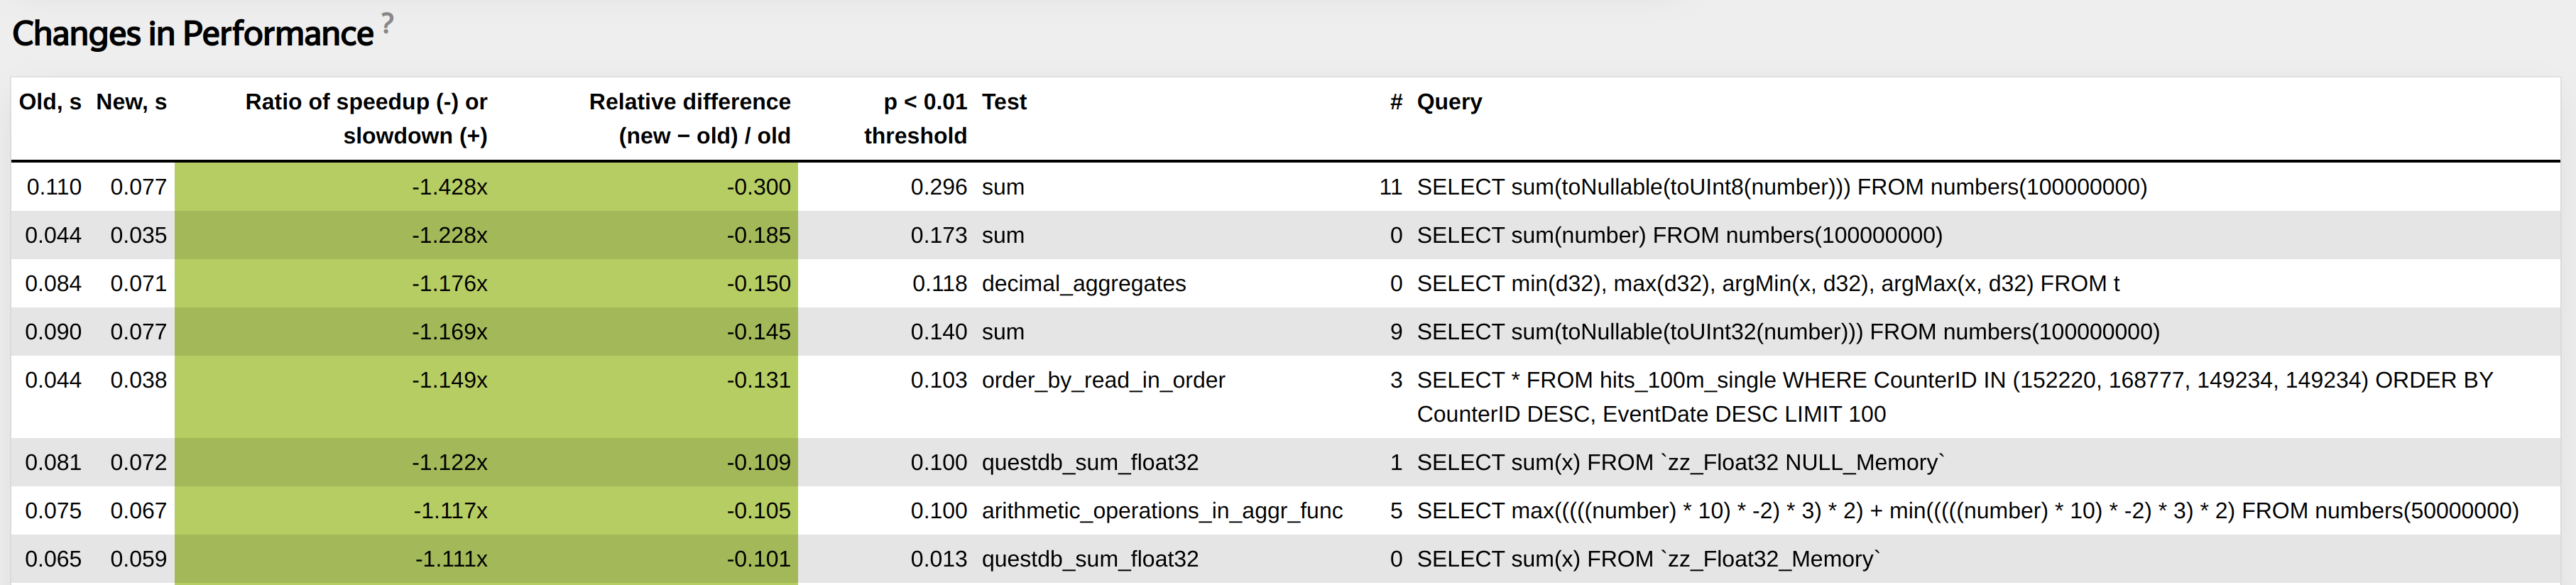 Changes in Performance ?
Old, s New, s Ratio of speedup (-) or Relative difference p < 0.01 Test # Query
slowdown (+) (new − old) / old threshold
0.110 0.077 -1.428x -0.300 0.296 sum 11 SELECT sum(toNullable(toUInt8(number))) FROM numbers(100000000)
0.044 0.035 -1.228x -0.185 0.173 sum 0 SELECT sum(number) FROM numbers(100000000)
0.084 0.071 -1.176x -0.150 0.118 decimal_aggregates 0 SELECT min(d32), max(d32), argMin(x, d32), argMax(x, d32) FROM t
0.090 0.077 -1.169x -0.145 0.140 sum 9 SELECT sum(toNullable(toUInt32(number))) FROM numbers(100000000)
0.044 0.038 -1.149x -0.131 0.103 order_by_read_in_order 3 SELECT * FROM hits_100m_single WHERE CounterID IN (152220, 168777, 149234, 149234) ORDER BY
CounterID DESC, EventDate DESC LIMIT 100
0.081 0.072 -1.122x -0.109 0.100 questdb_sum_float32 1 SELECT sum(x) FROM `zz_Float32 NULL_Memory`
0.075 0.067 -1.117x -0.105 0.100 arithmetic_operations_in_aggr_func 5 SELECT max(((((number) * 10) * -2) * 3) * 2) + min(((((number) * 10) * -2) * 3) * 2) FROM numbers(50000000)
0.065 0.059 -1.111x -0.101 0.013 questdb_sum_float32 0 SELECT sum(x) FROM `zz_Float32_Memory`